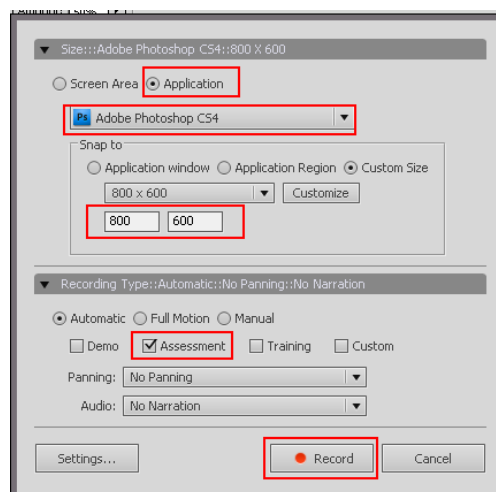 Size:::Adobe Photoshop CS4::800 X 600
Screen Area Application
Ps Adobe Photoshop CS4
Snap to
Application window Application Region Custom Size
800 x 600 Customize
800 600
Recording Type::Automatic::No Panning::No Narration
Automatic Full Motion Manual
Demo Assessment Training Custom
Panning: No Panning
Audio: No Narration
Settings... Record Cancel